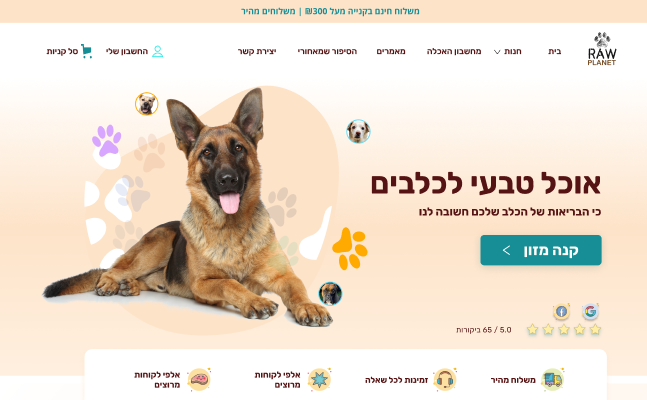 משלוח חינם בקנייה מעל 300₪ | משלוחים מהיר
RAW
PLANET
בית
חנות
מחשבון האכלה
מאמרים
הסיפור שמאחורי
יצירת קשר
החשבון שלי
סל קניות
אוכל טבעי לכלבים
כי הבריאות של הכלב שלכם חשובה לנו
קנה מזון
5.0 / 65 ביקורות
משלוח מהיר
זמינות לכל שאלה
אלפי לקוחות
מרוצים
אלפי לקוחות
מרוצים